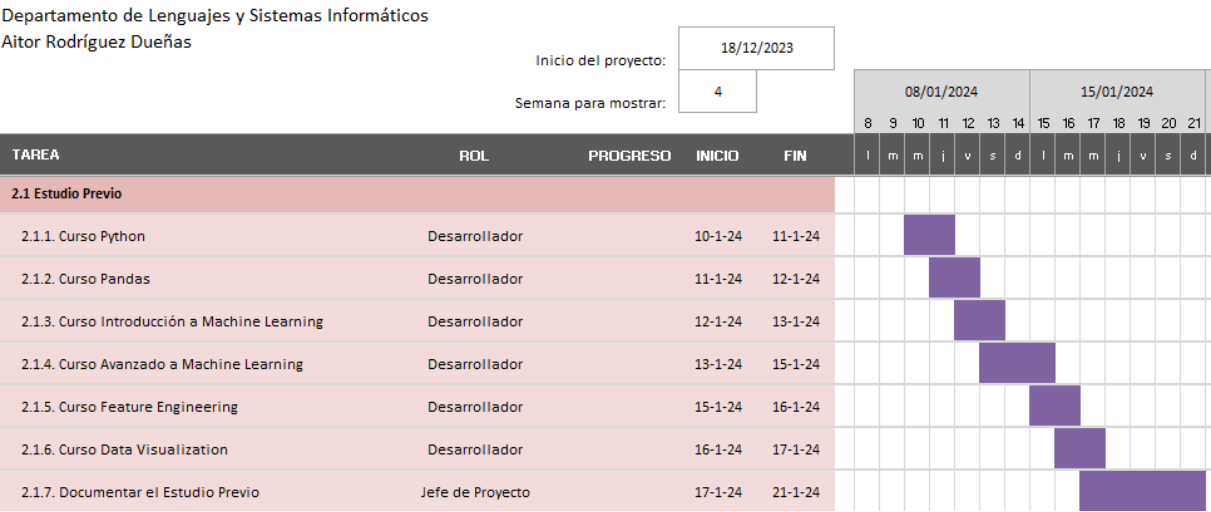 Departamento de Lenguajes y Sistemas Informáticos
Aitor Rodríguez Dueñas
Inicio del proyecto: 18/12/2023
Semana para mostrar: 4
08/01/2024 15/01/2024
8 9 10 11 12 13 14 15 16 17 18 19 20 21
TAREA ROL PROGRESO INICIO FIN l m m j v s d l m m j v s d
2.1 Estudio Previo
2.1.1. Curso Python Desarrollador 10-1-24 11-1-24
2.1.2. Curso Pandas Desarrollador 11-1-24 12-1-24
2.1.3. Curso Introducción a Machine Learning Desarrollador 12-1-24 13-1-24
2.1.4. Curso Avanzado a Machine Learning Desarrollador 13-1-24 15-1-24
2.1.5. Curso Feature Engineering Desarrollador 15-1-24 16-1-24
2.1.6. Curso Data Visualization Desarrollador 16-1-24 17-1-24
2.1.7. Documentar el Estudio Previo Jefe de Proyecto 17-1-24 21-1-24